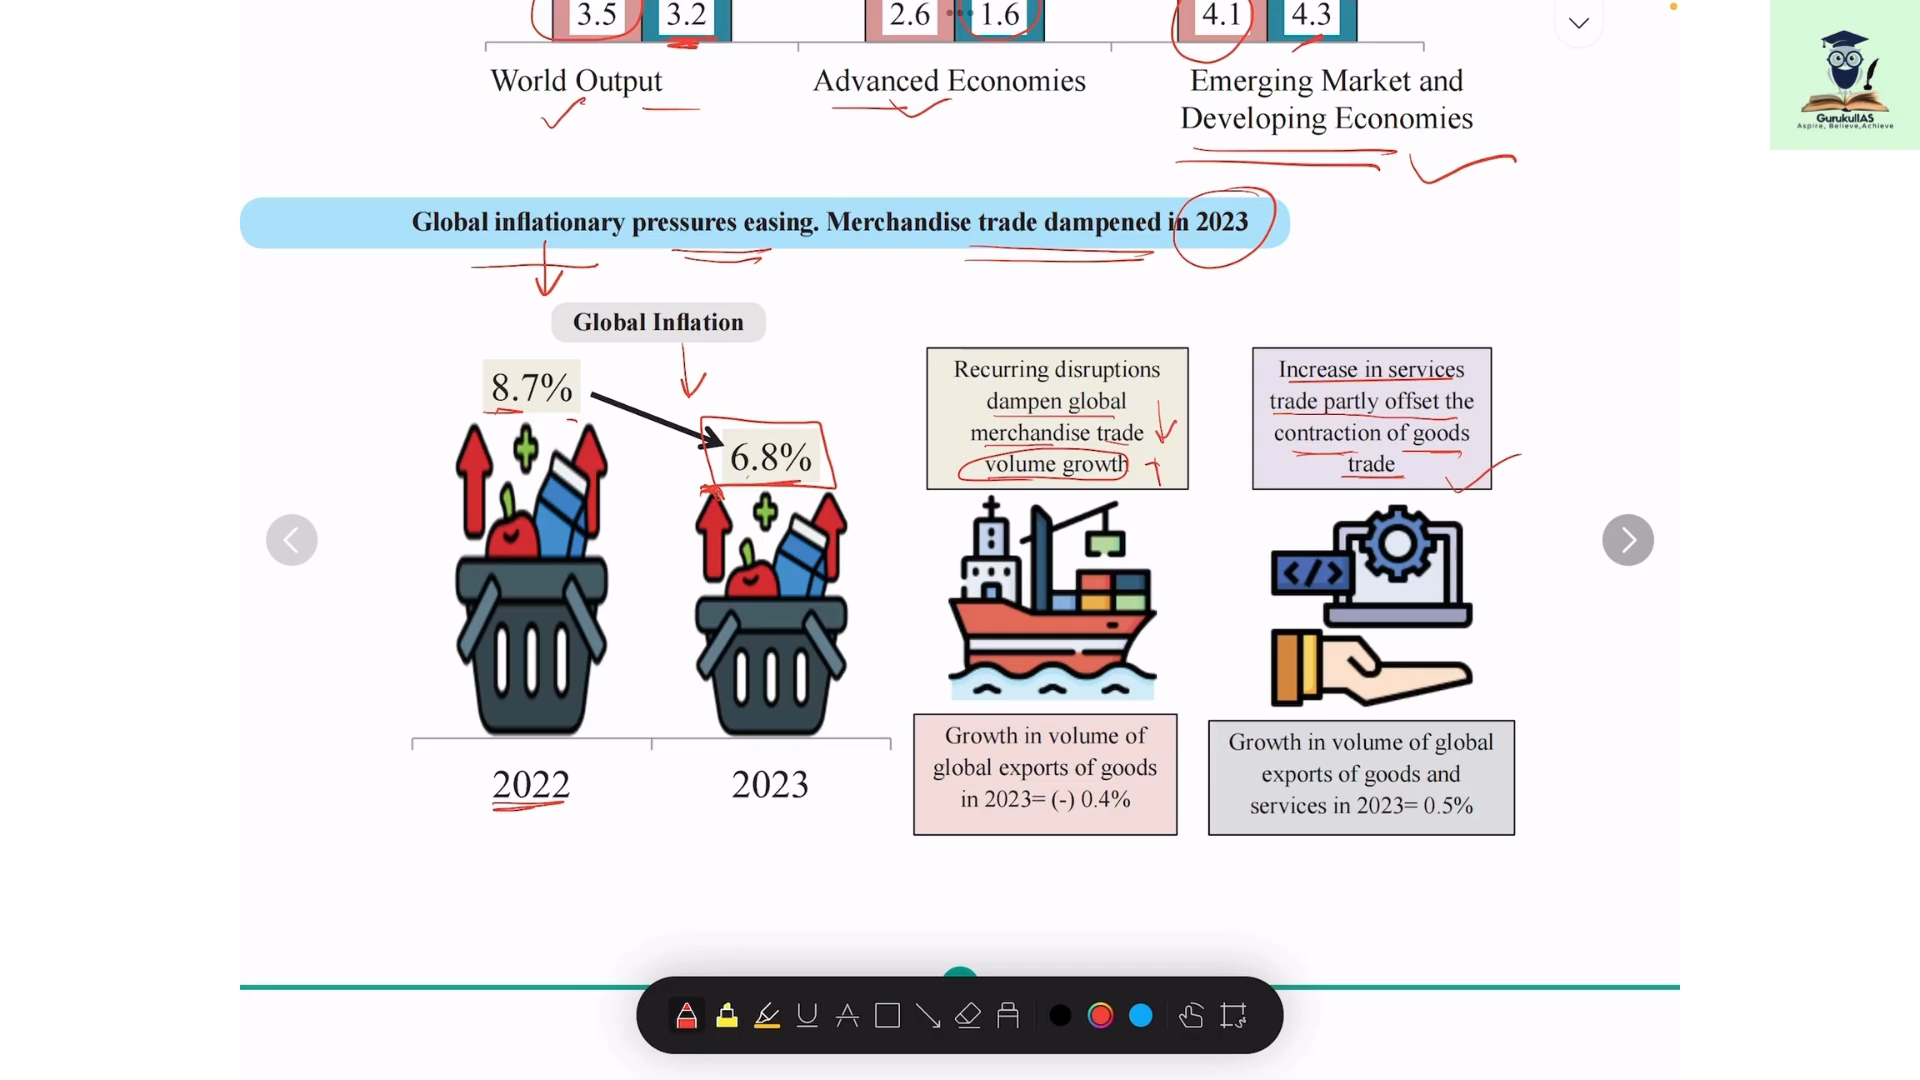 3.5 3.2 2.6 1.6 4.1 4.3
World Output
Advanced Economies
Emerging Market and
Developing Economies
GurukulIAS
Aspire, Believe,Achieve
Global inflationary pressures easing. Merchandise trade dampened in 2023
Global Inflation
8.7%
6.8%
2022
2023
Recurring disruptions
dampen global
merchandise trade
volume growth
Increase in services
trade partly offset the
contraction of goods
trade
</>
Growth in volume of
global exports of goods
in 2023= (-) 0.4%
Growth in volume of global
exports of goods and
services in 2023= 0.5%